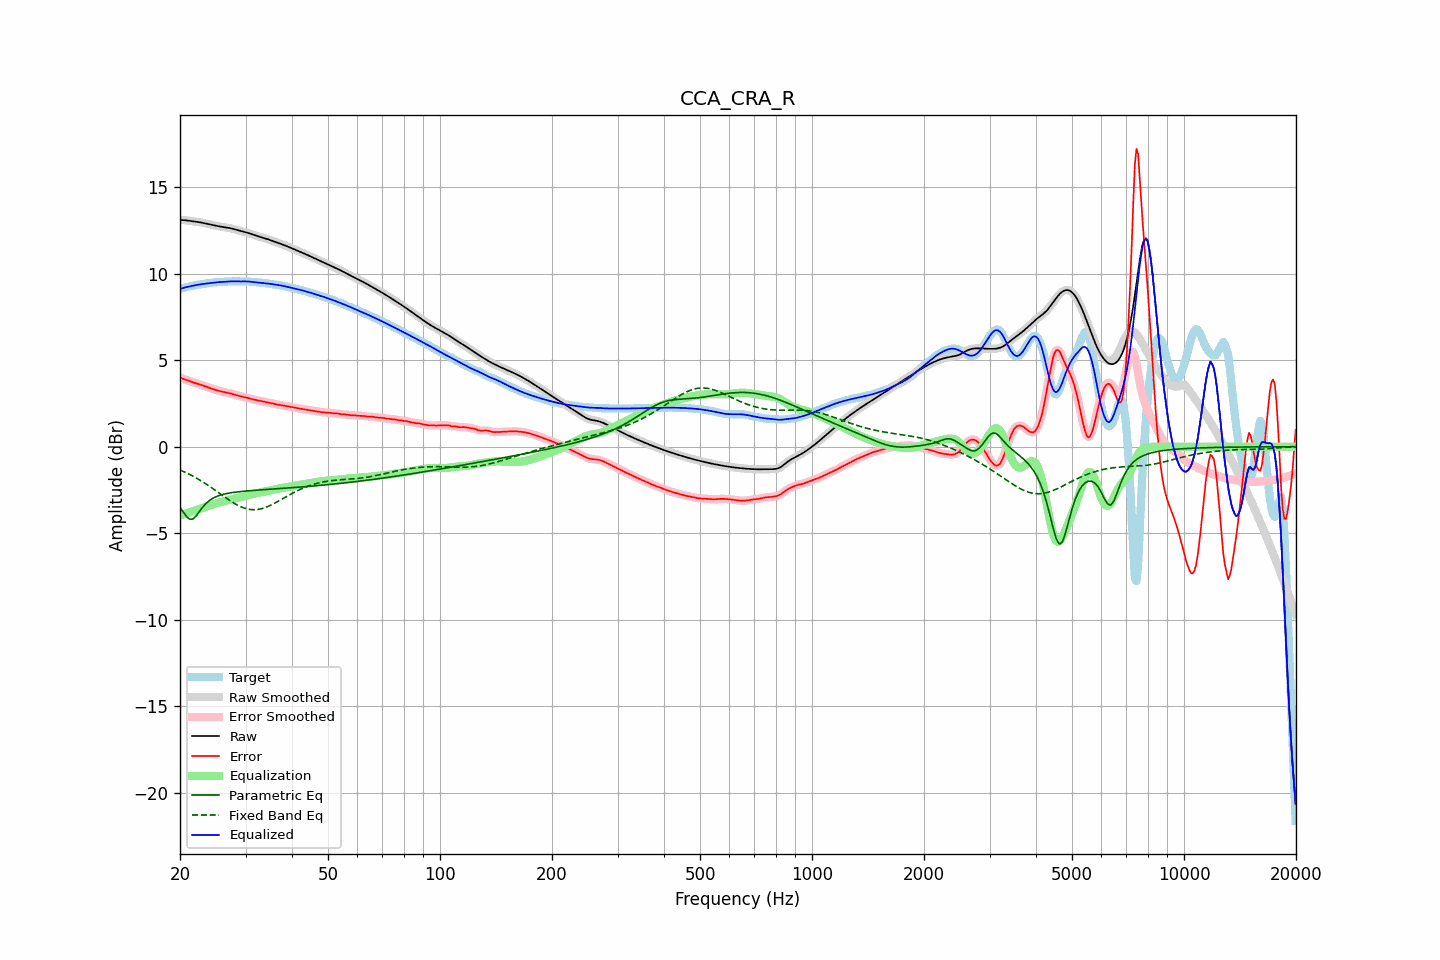 CCA_CRA_R
Amplitude (dBr)
15
10
5
0
−5
−10
−15
−20
Target
Raw Smoothed
Error Smoothed
Raw
Error
Equalization
Parametric Eq
Fixed Band Eq
Equalized
20
50
100
200
500
1000
2000
5000
10000
20000
Frequency (Hz)